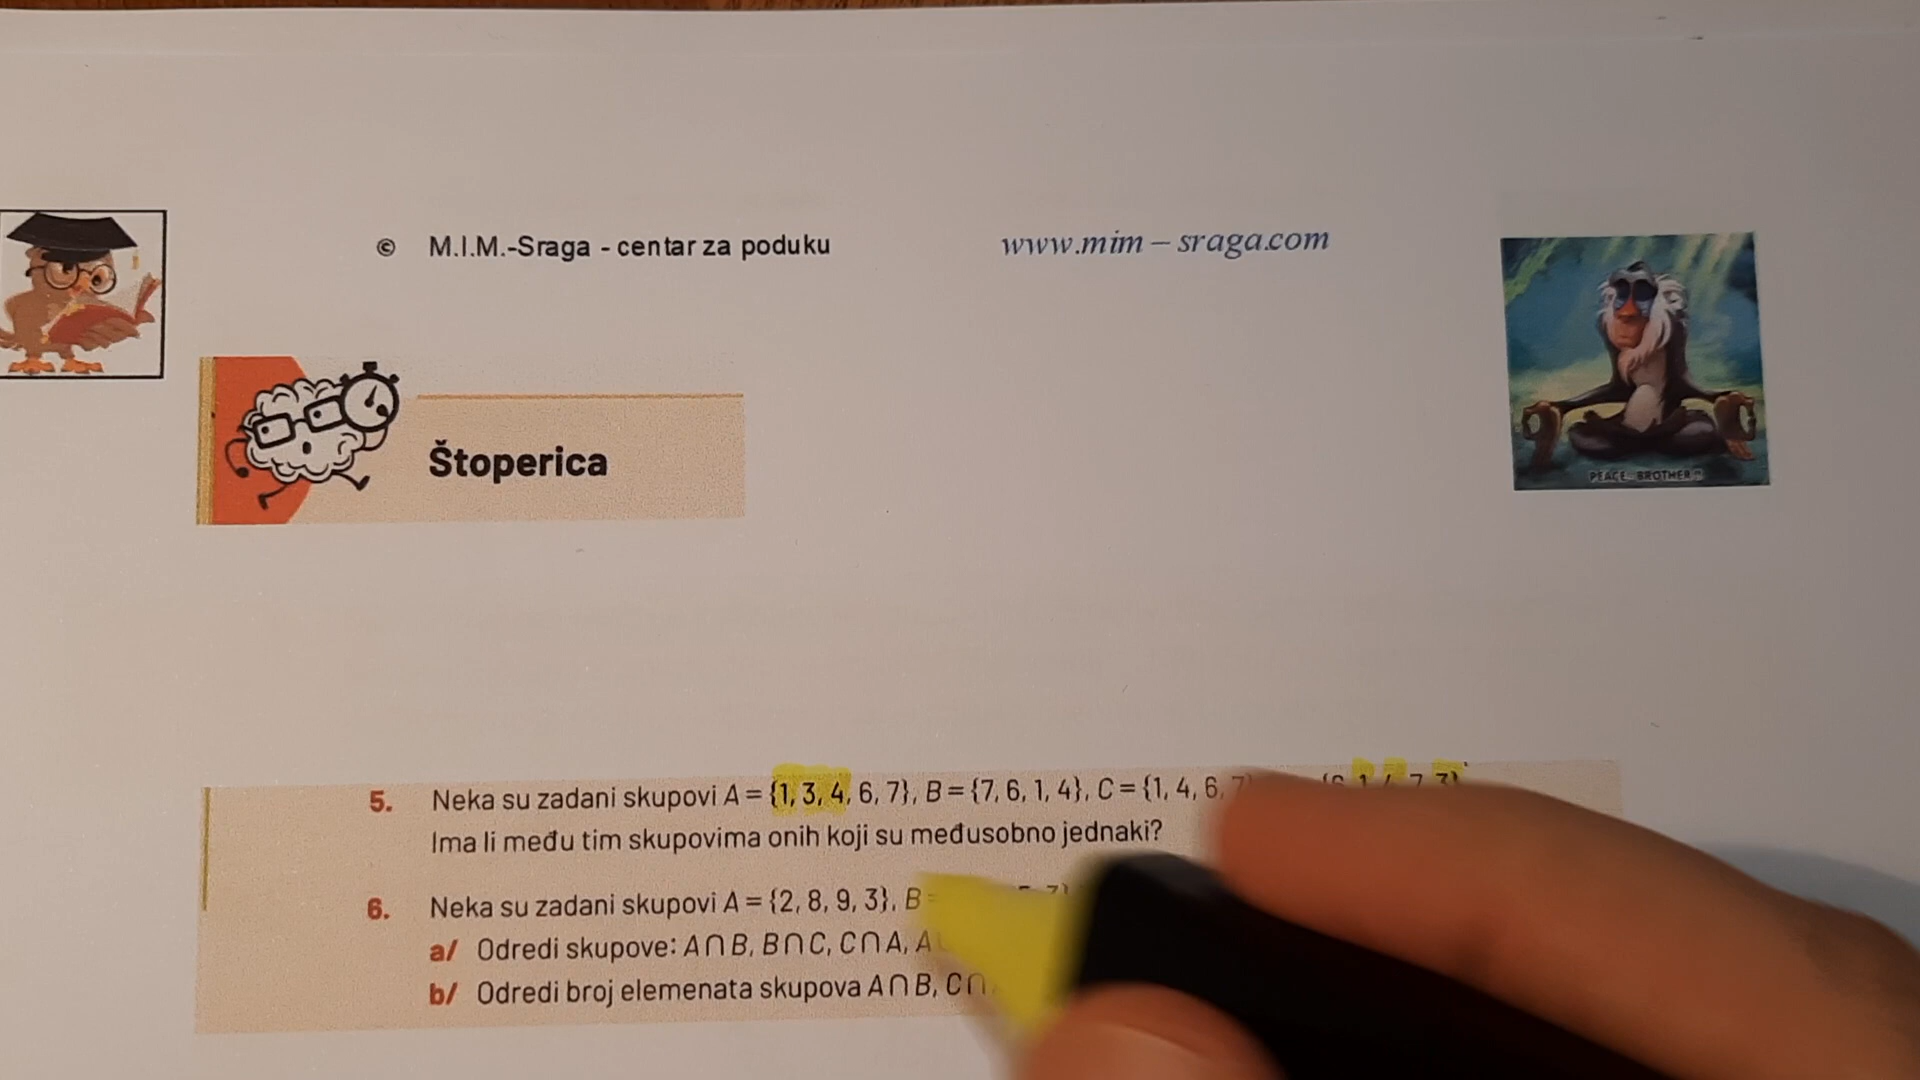 © M.I.M.-Sraga - centar za poduku www.mim – sraga.com
PEACE BROTHER
Štoperica
5. Neka su zadani skupovi A = {1, 3, 4, 6, 7}, B = {7, 6, 1, 4}, C = {1, 4, 6, 7
Ima li među tim skupovima onih koji su međusobno jednaki?
6. Neka su zadani skupovi A = {2, 8, 9, 3}, B =
a/ Odredi skupove: A∩B, B∩C, C∩A, A
b/ Odredi broj elemenata skupova A∩B, C∩